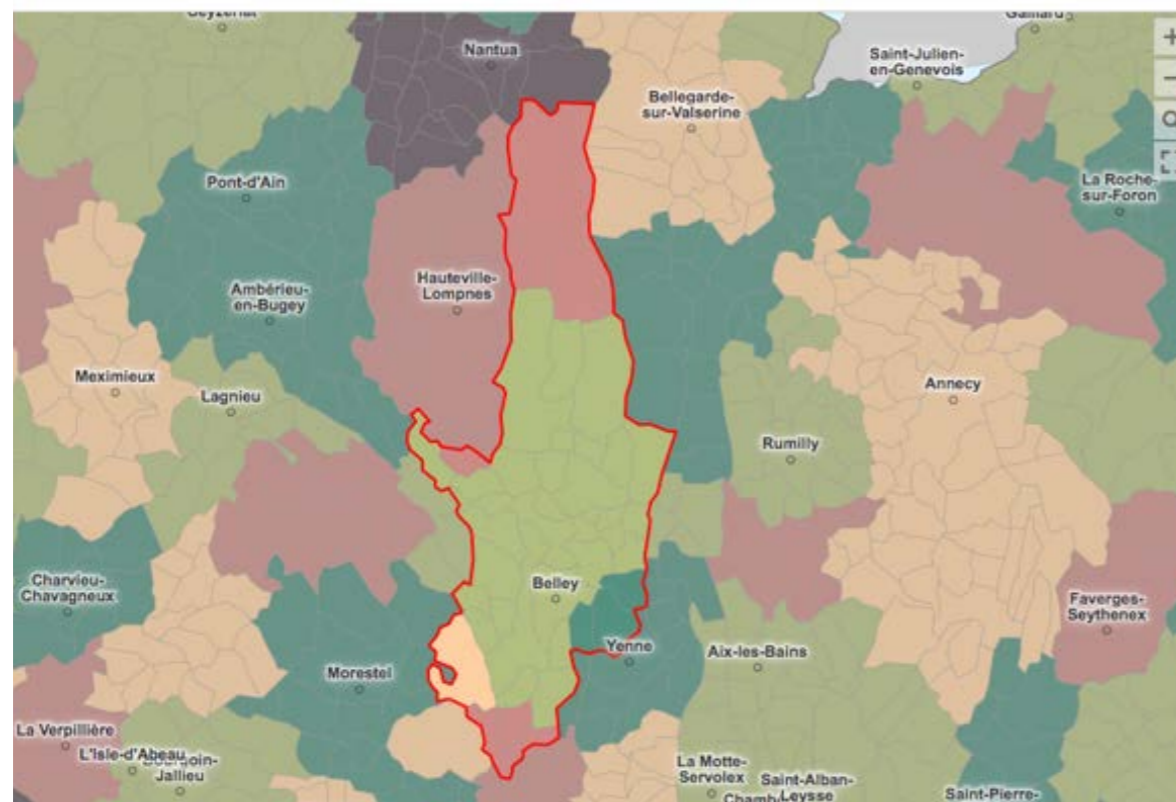 Seyzériat
Gaillard
Nantua
Saint-Julien-
en-Genevois
Bellegarde-
sur-Valserine
Pont-d'Ain
La Roche-
sur-Foron
Hauteville-
Lompnes
Ambérieu-
en-Bugey
Meximieux
Lagnieu
Annecy
Rumilly
Charvieu-
Chavagneux
Belley
Faverges-
Seythenex
Yenne
Aix-les-Bains
Morestel
La Verpillière
L'Isle-d'Abeau
Jallieu
La Motte-
Servolex
Saint-Alban-
Leysse
Saint-Pierre-